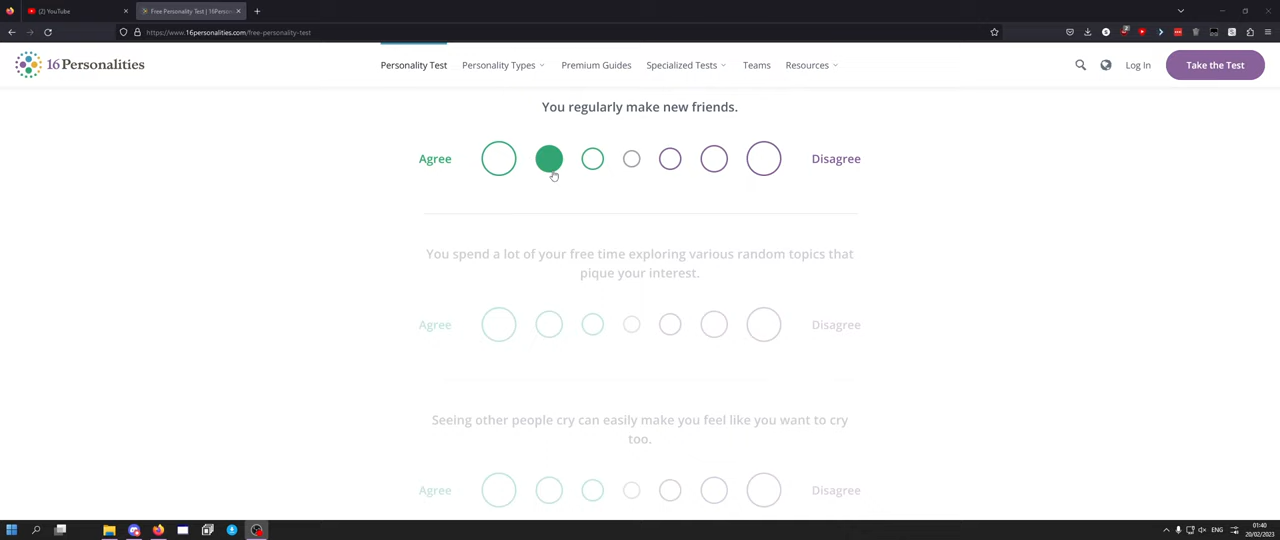 (2) YouTube
Free Personality Test | 16Person
https://www.16personalities.com/free-personality-test
16Personalities
Personality Test
Personality Types
Premium Guides
Specialized Tests
Teams
Resources
Log In
Take the Test
You regularly make new friends.
Agree
Disagree
You spend a lot of your free time exploring various random topics that
pique your interest.
Agree
Disagree
Seeing other people cry can easily make you feel like you want to cry
too.
Agree
Disagree
ENG
01:40
20/02/2023